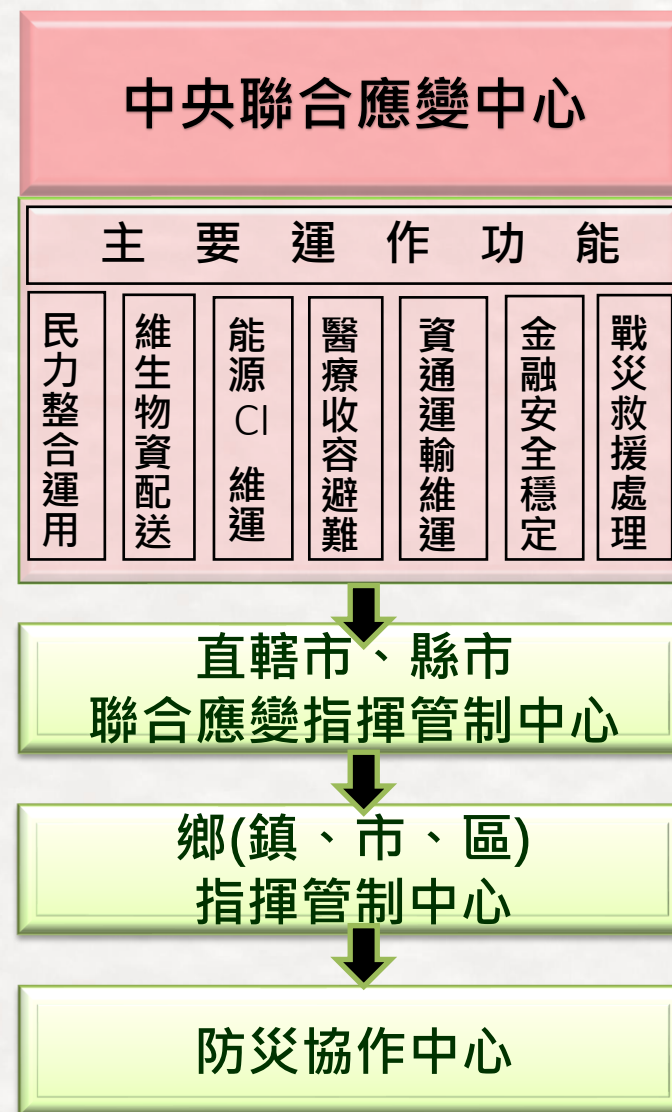 中央聯合應變中心
主要運作功能
民力整合運用
維生物資配送
能源CI維運
醫療收容避難
資通運輸維運
金融安全穩定
戰災救援處理
直轄市、縣市
聯合應變指揮管制中心
鄉(鎮、市、區)
指揮管制中心
防災協作中心